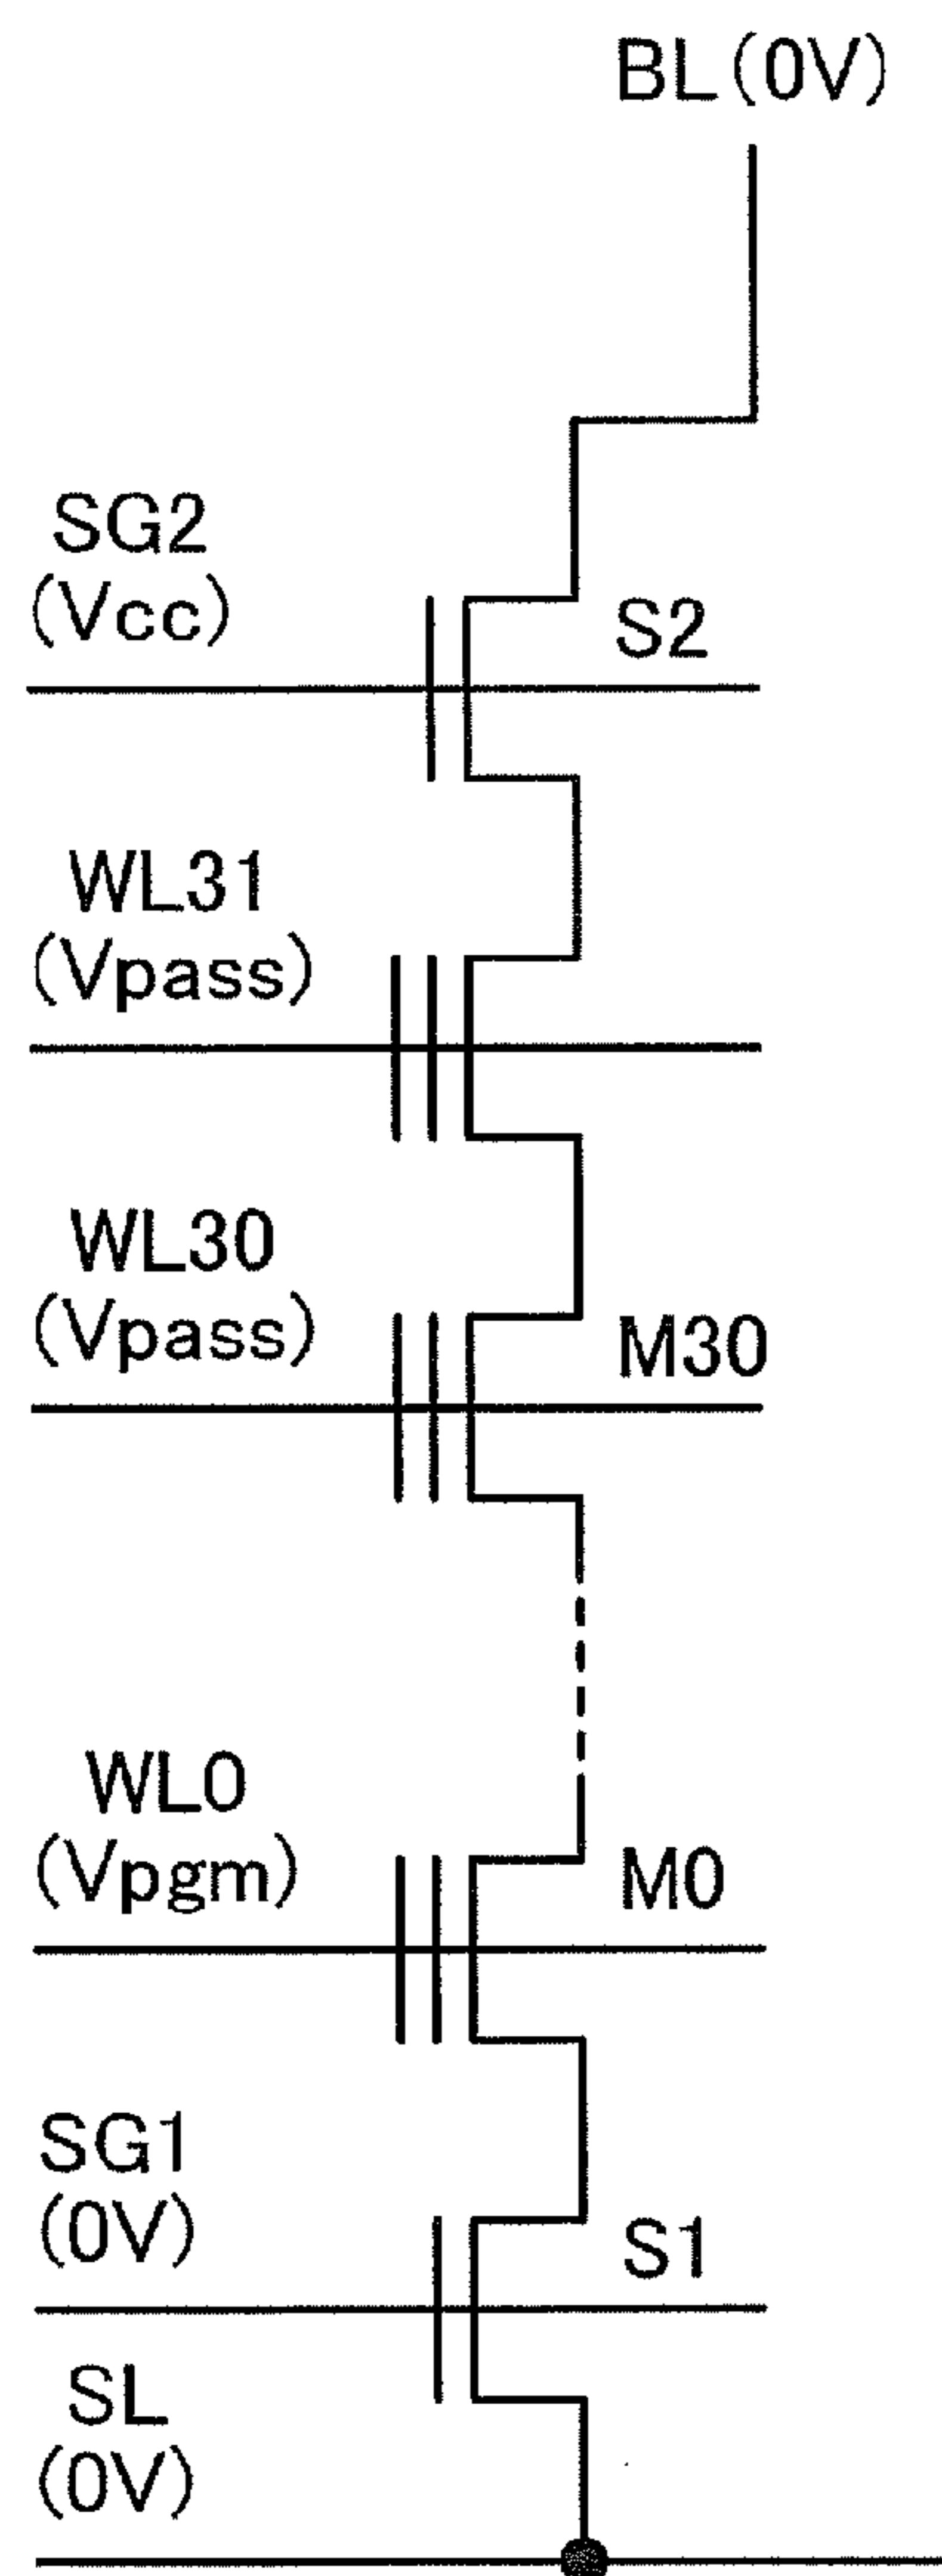 BL(0V)
SG2
(Vcc)
S2
WL31
(Vpass)
WL30
(Vpass)
M30
WL0
(Vpgm)
M0
SG1
(0V)
S1
SL
(0V)